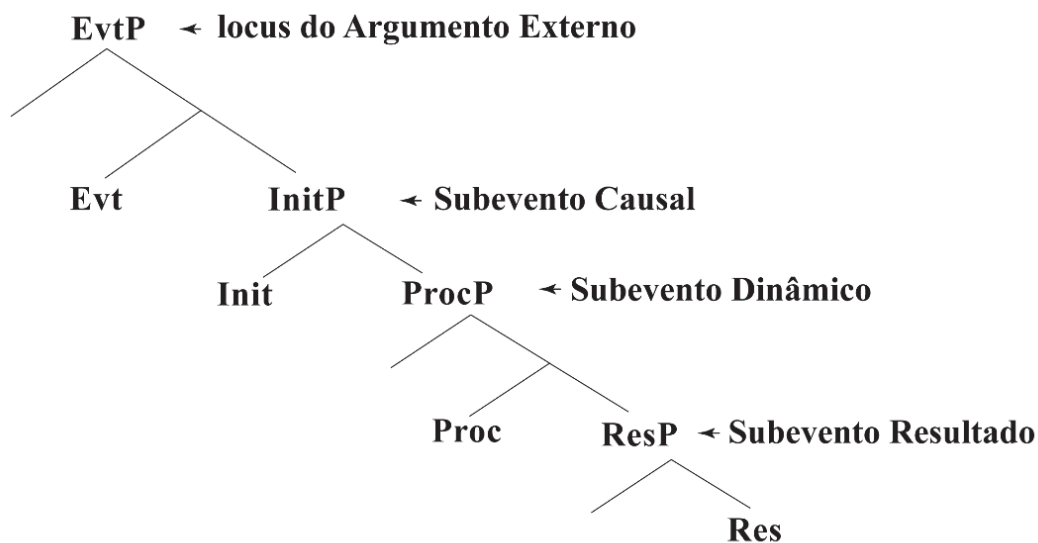 EvtP ← locus do Argumento Externo
Evt InitP ← Subevento Causal
Init ProcP ← Subevento Dinâmico
Proc ResP ← Subevento Resultado
Res